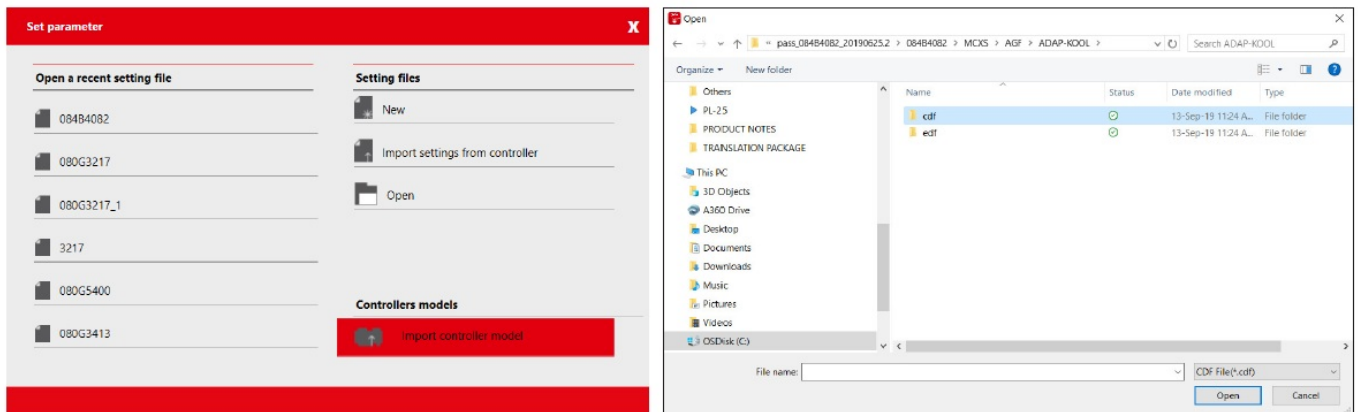 Set parameter
X
Open a recent setting file
084B4082
080G3217
080G3217_1
3217
080G5400
080G3413
Setting files
New
Import settings from controller
Open
Controllers models
Import controller model
Open
« pass_084B4082_20190625.2 > 084B4082 > MCXS > AGF > ADAP-KOOL >
Search ADAP-KOOL
Organize
New folder
Others
PL-25
PRODUCT NOTES
TRANSLATION PACKAGE
This PC
3D Objects
A360 Drive
Desktop
Documents
Downloads
Music
Pictures
Videos
OSDisk (C:)
Name Status Date modified Type
cdf 13-Sep-19 11:24 A... File folder
edf 13-Sep-19 11:24 A... File folder
File name:
CDF File(*.cdf)
Open
Cancel